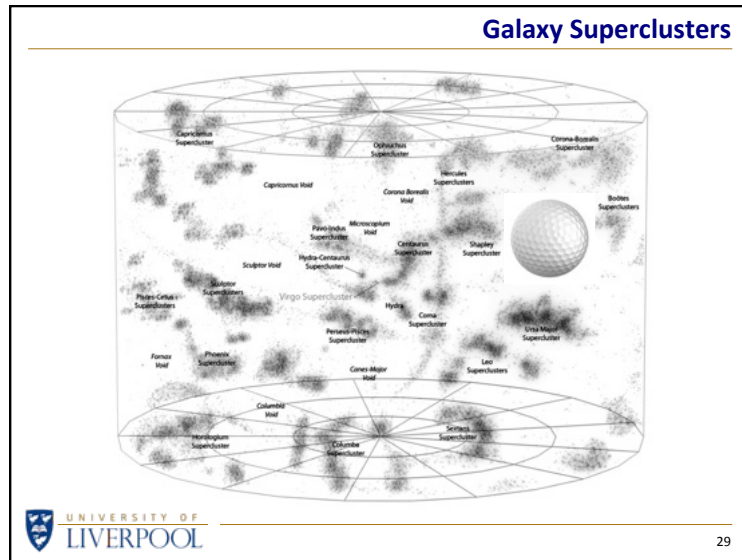 Galaxy Superclusters
Capricornus
Supercluster
Ophiuchus
Supercluster
Corona-Borealis
Supercluster
Hercules
Superclusters
Capricornus Void
Corona Borealis
Void
Boötes
Superclusters
Pavo-Indus
Supercluster
Microscopium
Void
Centaurus
Supercluster
Shapley
Supercluster
Hydra-Centaurus
Supercluster
Sculptor Void
Sculptor
Superclusters
Pisces-Cetus
Superclusters
Virgo Supercluster
Hydra
Coma
Supercluster
Perseus-Pisces
Supercluster
Ursa Major
Supercluster
Fornax
Void
Phoenix
Supercluster
Leo
Superclusters
Canes-Major
Void
Columba
Void
Horologium
Supercluster
Columba
Supercluster
Sextans
Supercluster
UNIVERSITY OF
LIVERPOOL
29